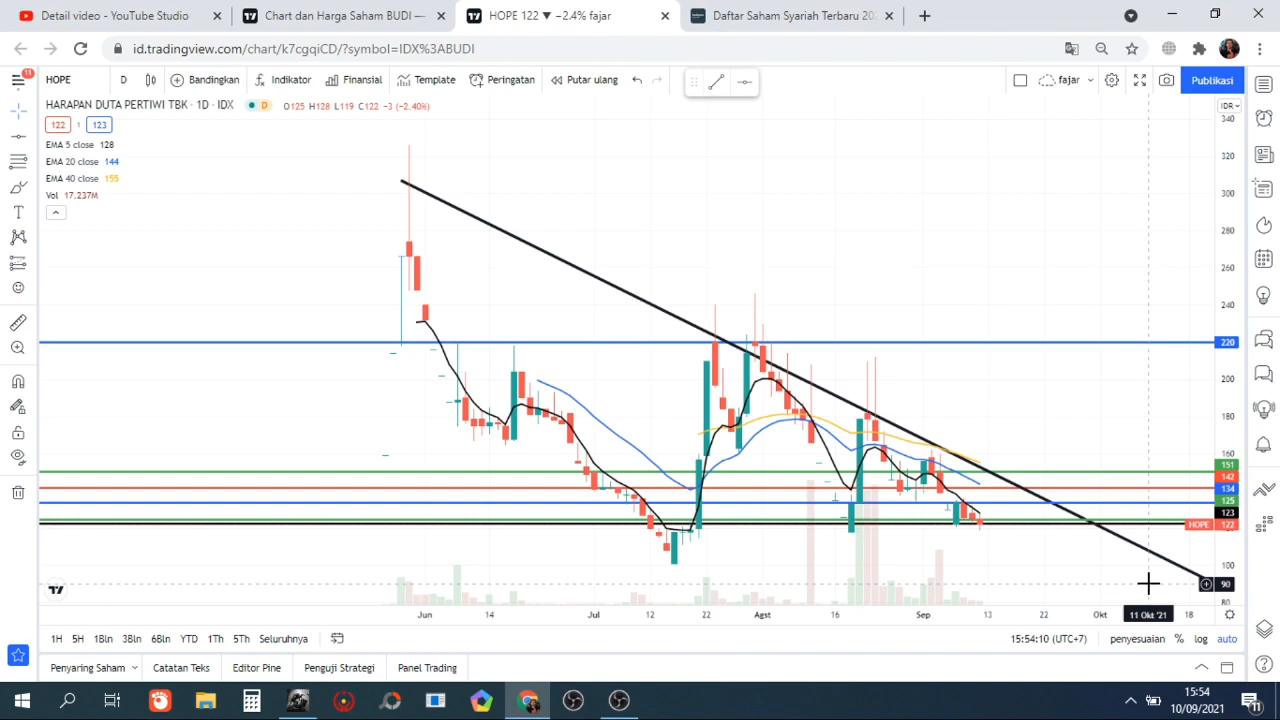 Detail video - YouTube Studio
Chart dan Harga Saham BUDI —
HOPE 122 ▼ −2.4% fajar
Daftar Saham Syariah Terbaru 202
id.tradingview.com/chart/k7cgqiCD/?symbol=IDX%3ABUDI
11
HOPE
D
Bandingkan
Indikator
Finansial
Template
Peringatan
Putar ulang
fajar
Publikasi
HARAPAN DUTA PERTIWI TBK · 1D · IDX
D
O125 H128 L119 C122 −3 (−2.40%)
IDR
122 1 123
EMA 5 close 128
EMA 20 close 144
EMA 40 close 155
Vol 17,237M
340
320
300
280
260
240
220
200
180
160
151
142
134
125
123
HOPE 122
100
90
80
Jun 14 Jul 12 22 Agst 16 Sep 13 22 Okt 11 Okt '21 18
1H 5H 1Bln 3Bln 6Bln YTD 1Th 5Th Seluruhnya
15:54:10 (UTC+7) penyesuaian % log auto
Penyaring Saham
Catatan Teks
Editor Pine
Penguji Strategi
Panel Trading
15:54
10/09/2021
11